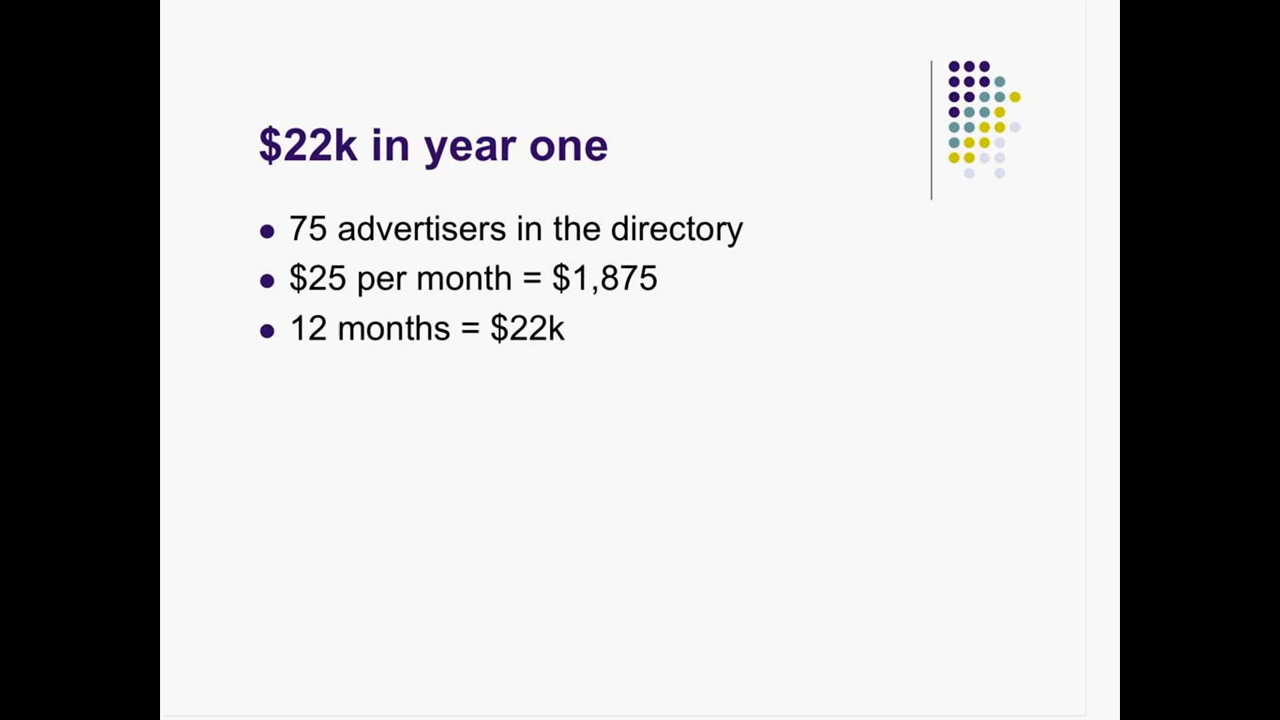 $22k in year one
75 advertisers in the directory
$25 per month = $1,875
12 months = $22k